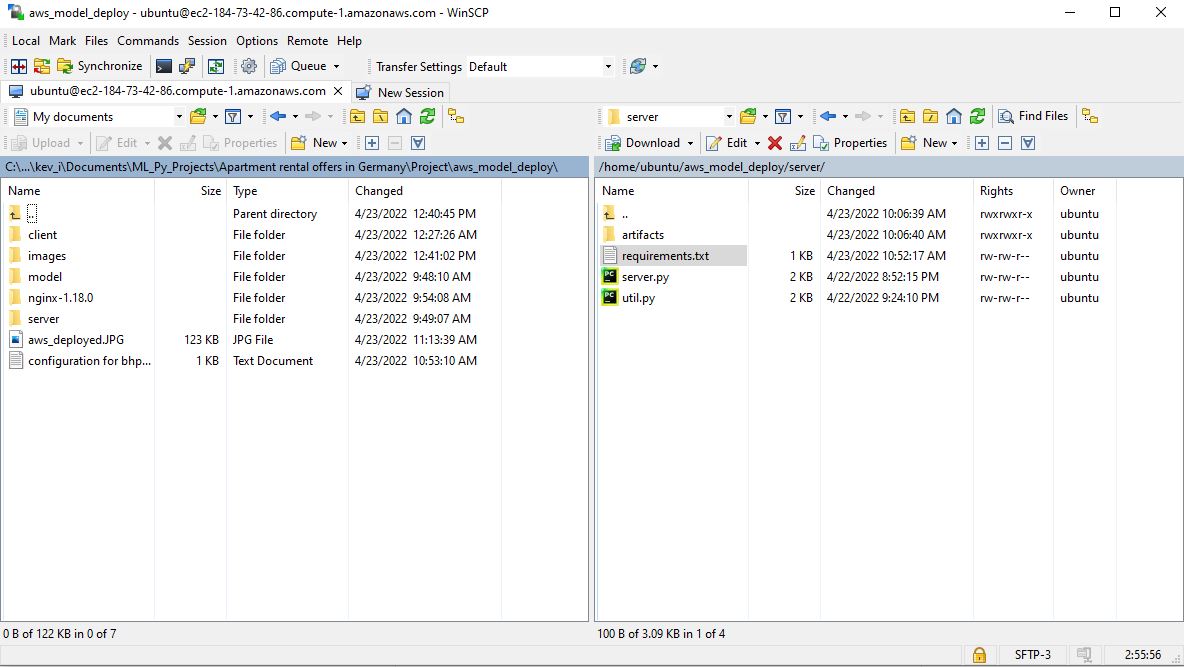 aws_model_deploy - ubuntu@ec2-184-73-42-86.compute-1.amazonaws.com - WinSCP
Local Mark Files Commands Session Options Remote Help
Synchronize Queue Transfer Settings Default
ubuntu@ec2-184-73-42-86.compute-1.amazonaws.com New Session
My documents
server Find Files
Upload Edit Properties New
Download Edit Properties New
C:\...\kev_i\Documents\ML_Py_Projects\Apartment rental offers in Germany\Project\aws_model_deploy\
Name Size Type Changed
.. Parent directory 4/23/2022 12:40:45 PM
client File folder 4/23/2022 12:27:26 AM
images File folder 4/23/2022 12:41:02 PM
model File folder 4/23/2022 9:48:10 AM
nginx-1.18.0 File folder 4/23/2022 9:54:08 AM
server File folder 4/23/2022 9:49:07 AM
aws_deployed.JPG 123 KB JPG File 4/23/2022 11:13:39 AM
configuration for bhp... 1 KB Text Document 4/23/2022 10:53:10 AM
0 B of 122 KB in 0 of 7
/home/ubuntu/aws_model_deploy/server/
Name Size Changed Rights Owner
.. 4/23/2022 10:06:39 AM rwxrwxr-x ubuntu
artifacts 4/23/2022 10:06:40 AM rwxrwxr-x ubuntu
requirements.txt 1 KB 4/23/2022 10:52:17 AM rw-rw-r-- ubuntu
PC server.py 2 KB 4/22/2022 8:52:15 PM rw-rw-r-- ubuntu
PC util.py 2 KB 4/22/2022 9:24:10 PM rw-rw-r-- ubuntu
100 B of 3.09 KB in 1 of 4
SFTP-3 2:55:56